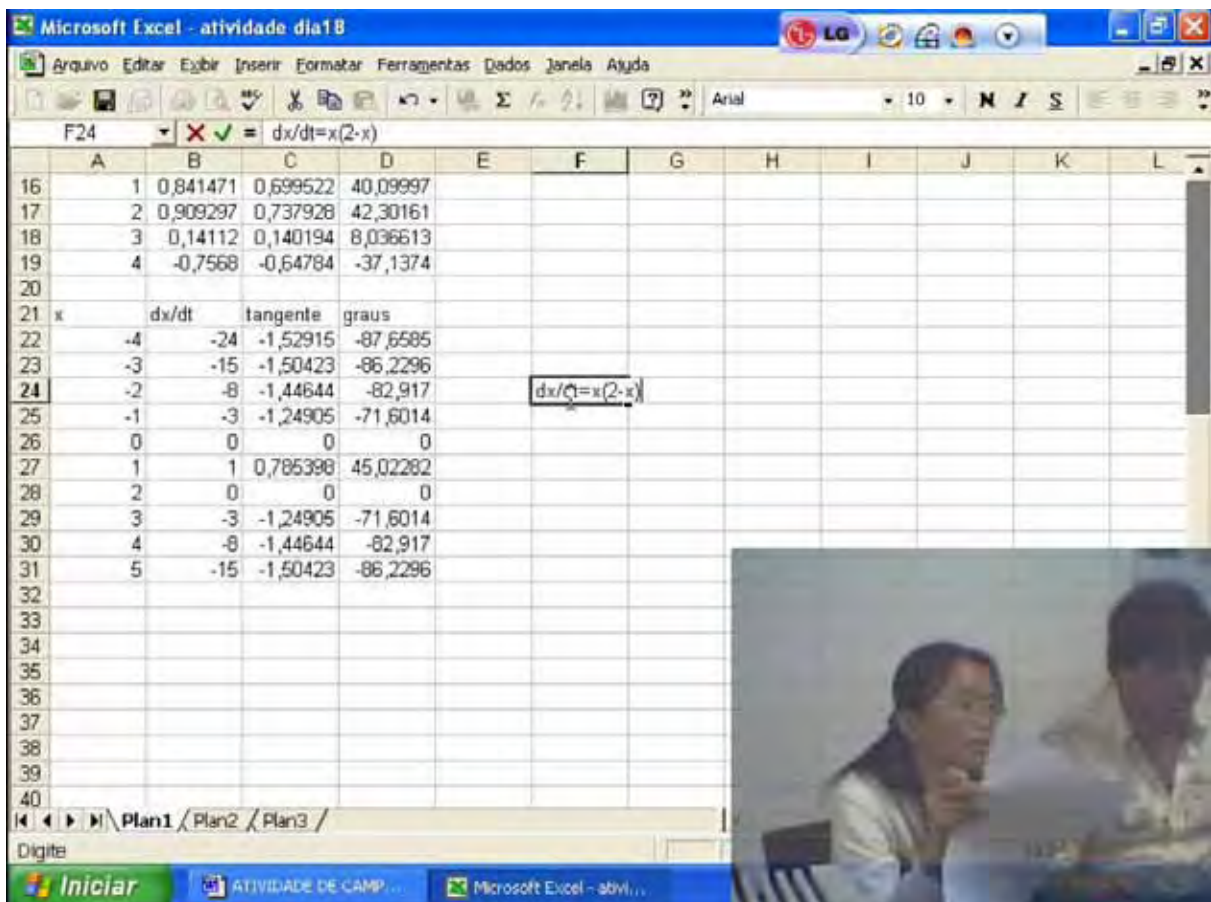 Microsoft Excel - atividade dia18
LG
Arquivo Editar Exibir Inserir Formatar Ferramentas Dados Janela Ajuda
Arial 10 N I S
F24 = dx/dt=x(2-x)
A B C D E F G H I J K L
16 1 0,841471 0,699522 40,09997
17 2 0,909297 0,737928 42,30161
18 3 0,14112 0,140194 8,036613
19 4 -0,7568 -0,64784 -37,1374
20
21 x dx/dt tangente graus
22 -4 -24 -1,52915 -87,6585
23 -3 -15 -1,50423 -86,2296
24 -2 -8 -1,44644 -82,917 dx/dt=x(2-x)
25 -1 -3 -1,24905 -71,6014
26 0 0 0 0
27 1 1 0,785398 45,02282
28 2 0 0 0
29 3 -3 -1,24905 -71,6014
30 4 -8 -1,44644 -82,917
31 5 -15 -1,50423 -86,2296
32
33
34
35
36
37
38
39
40
Plan1 Plan2 Plan3
Digite
Iniciar ATIVIDADE DE CAMP... Microsoft Excel - ativi...